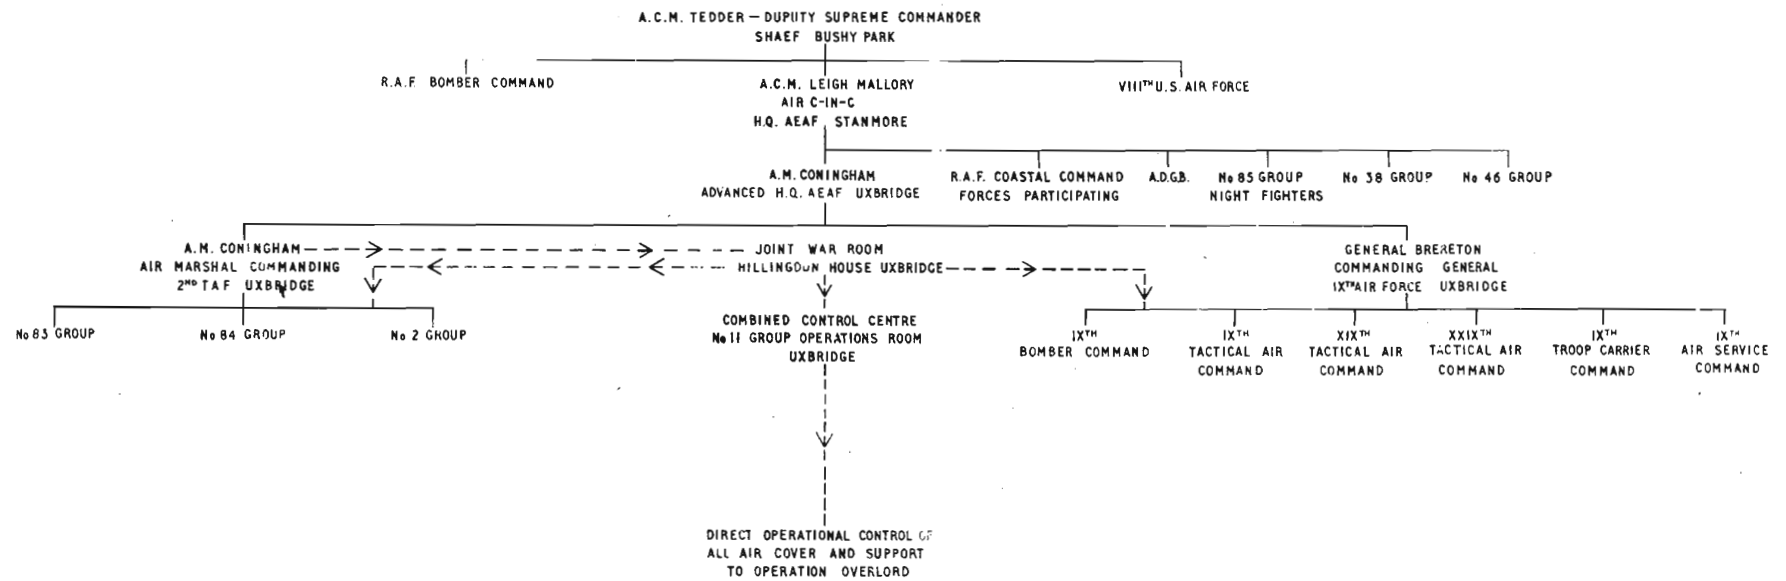 A.C.M. TEDDER — DUPUTY SUPREME COMMANDER
SHAEF BUSHY PARK
R.A.F. BOMBER COMMAND
A.C.M. LEIGH MALLORY
AIR C-IN-C
H.Q. AEAF STANMORE
VIIITH U.S. AIR FORCE
A.M. CONINGHAM
ADVANCED H.Q. AEAF UXBRIDGE
R.A.F. COASTAL COMMAND
FORCES PARTICIPATING
A.D.G.B.
No 85 GROUP
NIGHT FIGHTERS
No 38 GROUP
No 46 GROUP
A.M. CONINGHAM
AIR MARSHAL COMMANDING
2ND TAF UXBRIDGE
JOINT WAR ROOM
HILLINGDON HOUSE UXBRIDGE
GENERAL BRERETON
COMMANDING GENERAL
IXTH AIR FORCE UXBRIDGE
No 83 GROUP
No 84 GROUP
No 2 GROUP
COMBINED CONTROL CENTRE
No 11 GROUP OPERATIONS ROOM
UXBRIDGE
IXTH
BOMBER COMMAND
IXTH
TACTICAL AIR
COMMAND
XIXTH
TACTICAL AIR
COMMAND
XXIXTH
TACTICAL AIR
COMMAND
IXTH
TROOP CARRIER
COMMAND
IXTH
AIR SERVICE
COMMAND
DIRECT OPERATIONAL CONTROL OF
ALL AIR COVER AND SUPPORT
TO OPERATION OVERLORD